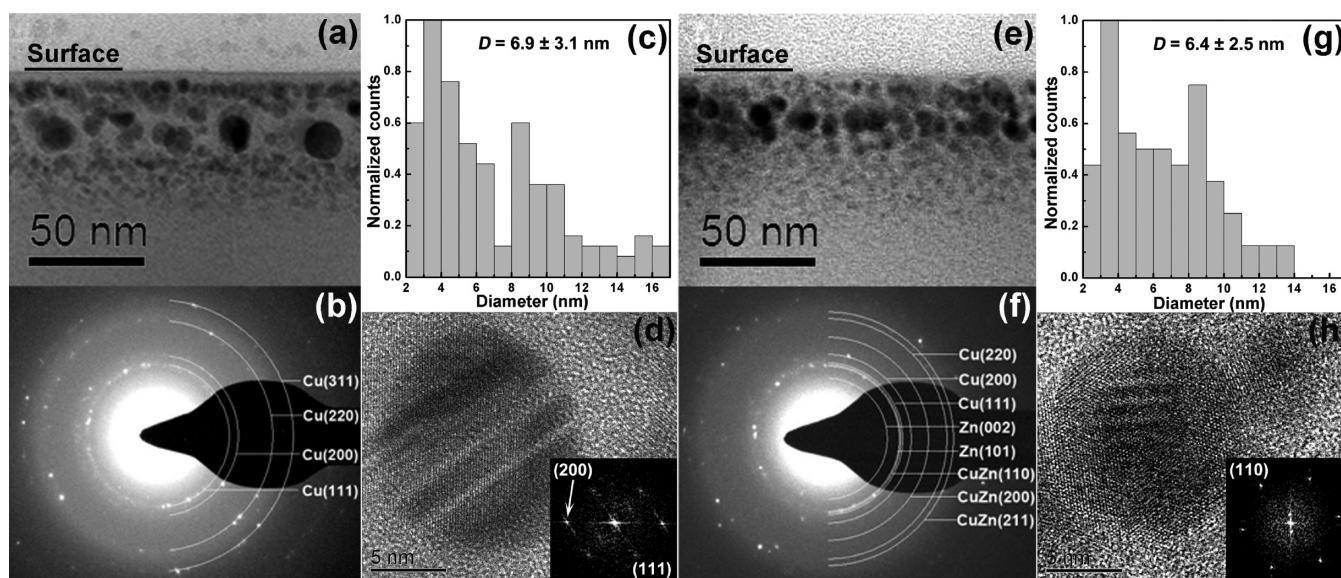 (a)
Surface
50 nm
(b)
Cu(311)
Cu(220)
Cu(200)
Cu(111)
(c)
D = 6.9 ± 3.1 nm
Normalized counts
1.0
0.8
0.6
0.4
0.2
0.0
2 4 6 8 10 12 14 16
Diameter (nm)
(d)
(200)
(111)
5 nm
(e)
Surface
50 nm
(f)
Cu(220)
Cu(200)
Cu(111)
Zn(002)
Zn(101)
CuZn(110)
CuZn(200)
CuZn(211)
(g)
D = 6.4 ± 2.5 nm
Normalized counts
1.0
0.8
0.6
0.4
0.2
0.0
2 4 6 8 10 12 14 16
Diameter (nm)
(h)
(110)
5 nm